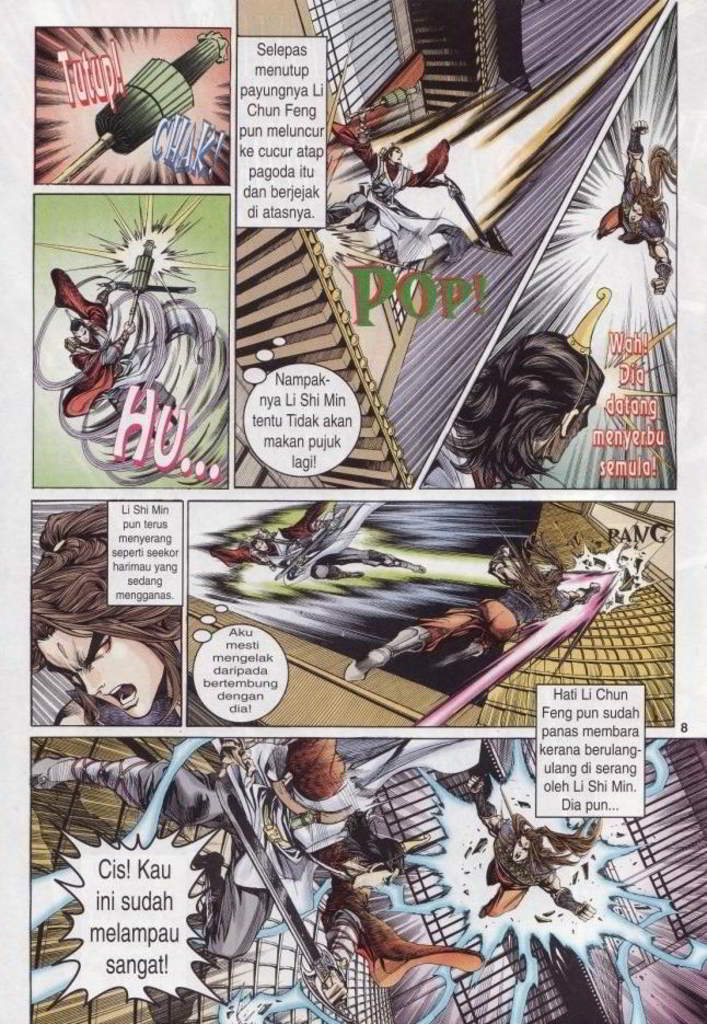 Tutup!
CHAK!
Selepas
menutup
payungnya Li
Chun Feng
pun meluncur
ke cucur atap
pagoda itu
dan berjejak
di atasnya.
POP!
HU...
Nampak-
nya Li Shi Min
tentu Tidak akan
makan pujuk
lagi!
Wah!
Dia
datang
menyerbu
semula!
Li Shi Min
pun terus
menyerang
seperti seekor
harimau yang
sedang
mengganas.
PANG
Aku
mesti
mengelak
daripada
bertembung
dengan
dia!
Hati Li Chun
Feng pun sudah
panas membara
kerana berulang-
ulang di serang
oleh Li Shi Min.
Dia pun...
8
Cis! Kau
ini sudah
melampau
sangat!